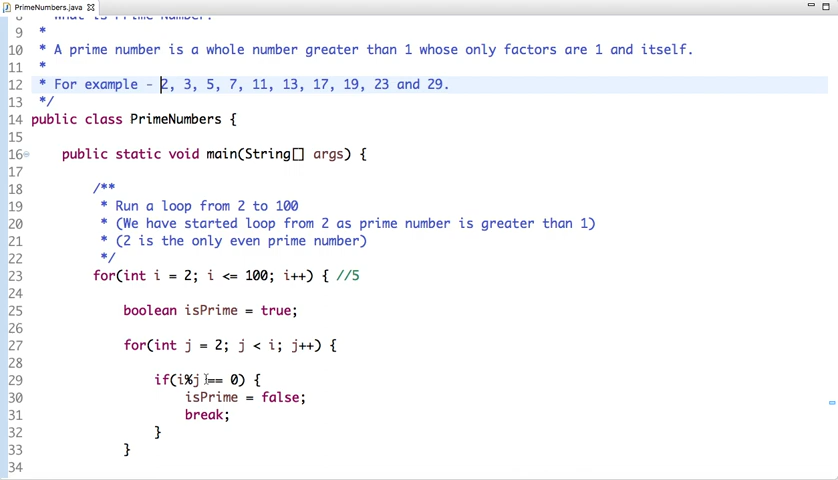 PrimeNumbers.java
8 * What is Prime Number?
9 *
10 * A prime number is a whole number greater than 1 whose only factors are 1 and itself.
11 *
12 * For example - 2, 3, 5, 7, 11, 13, 17, 19, 23 and 29.
13 */
14 public class PrimeNumbers {
15
16 public static void main(String[] args) {
17
18 /**
19 * Run a loop from 2 to 100
20 * (We have started loop from 2 as prime number is greater than 1)
21 * (2 is the only even prime number)
22 */
23 for(int i = 2; i <= 100; i++) { //5
24
25 boolean isPrime = true;
26
27 for(int j = 2; j < i; j++) {
28
29 if(i%j == 0) {
30 isPrime = false;
31 break;
32 }
33 }
34